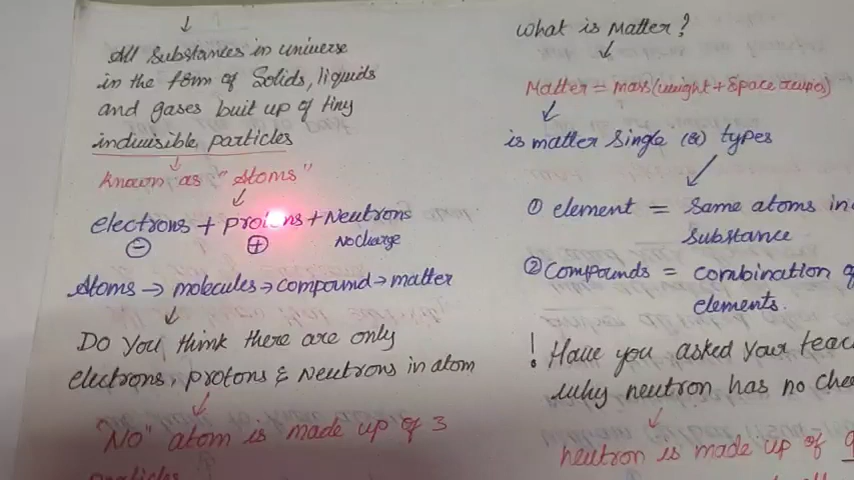 All substances in universe
in the form of Solids, liquids
and gases buit up of tiny
indivisible particles
known as "Atoms"
electrons + protons + Neutrons
⊖ ⊕ No charge
Atoms → molecules → compound → matter
Do you think there are only
electrons, protons & Neutrons in atom
"NO" atom is made up of 3
particles
What is Matter?
Matter = mass (weight + Space occupies)
is matter single (or) types
① element = same atoms in
substance
② Compounds = combination of
elements.
! Have you asked your teac
why neutron has no cha
neutron is made up of